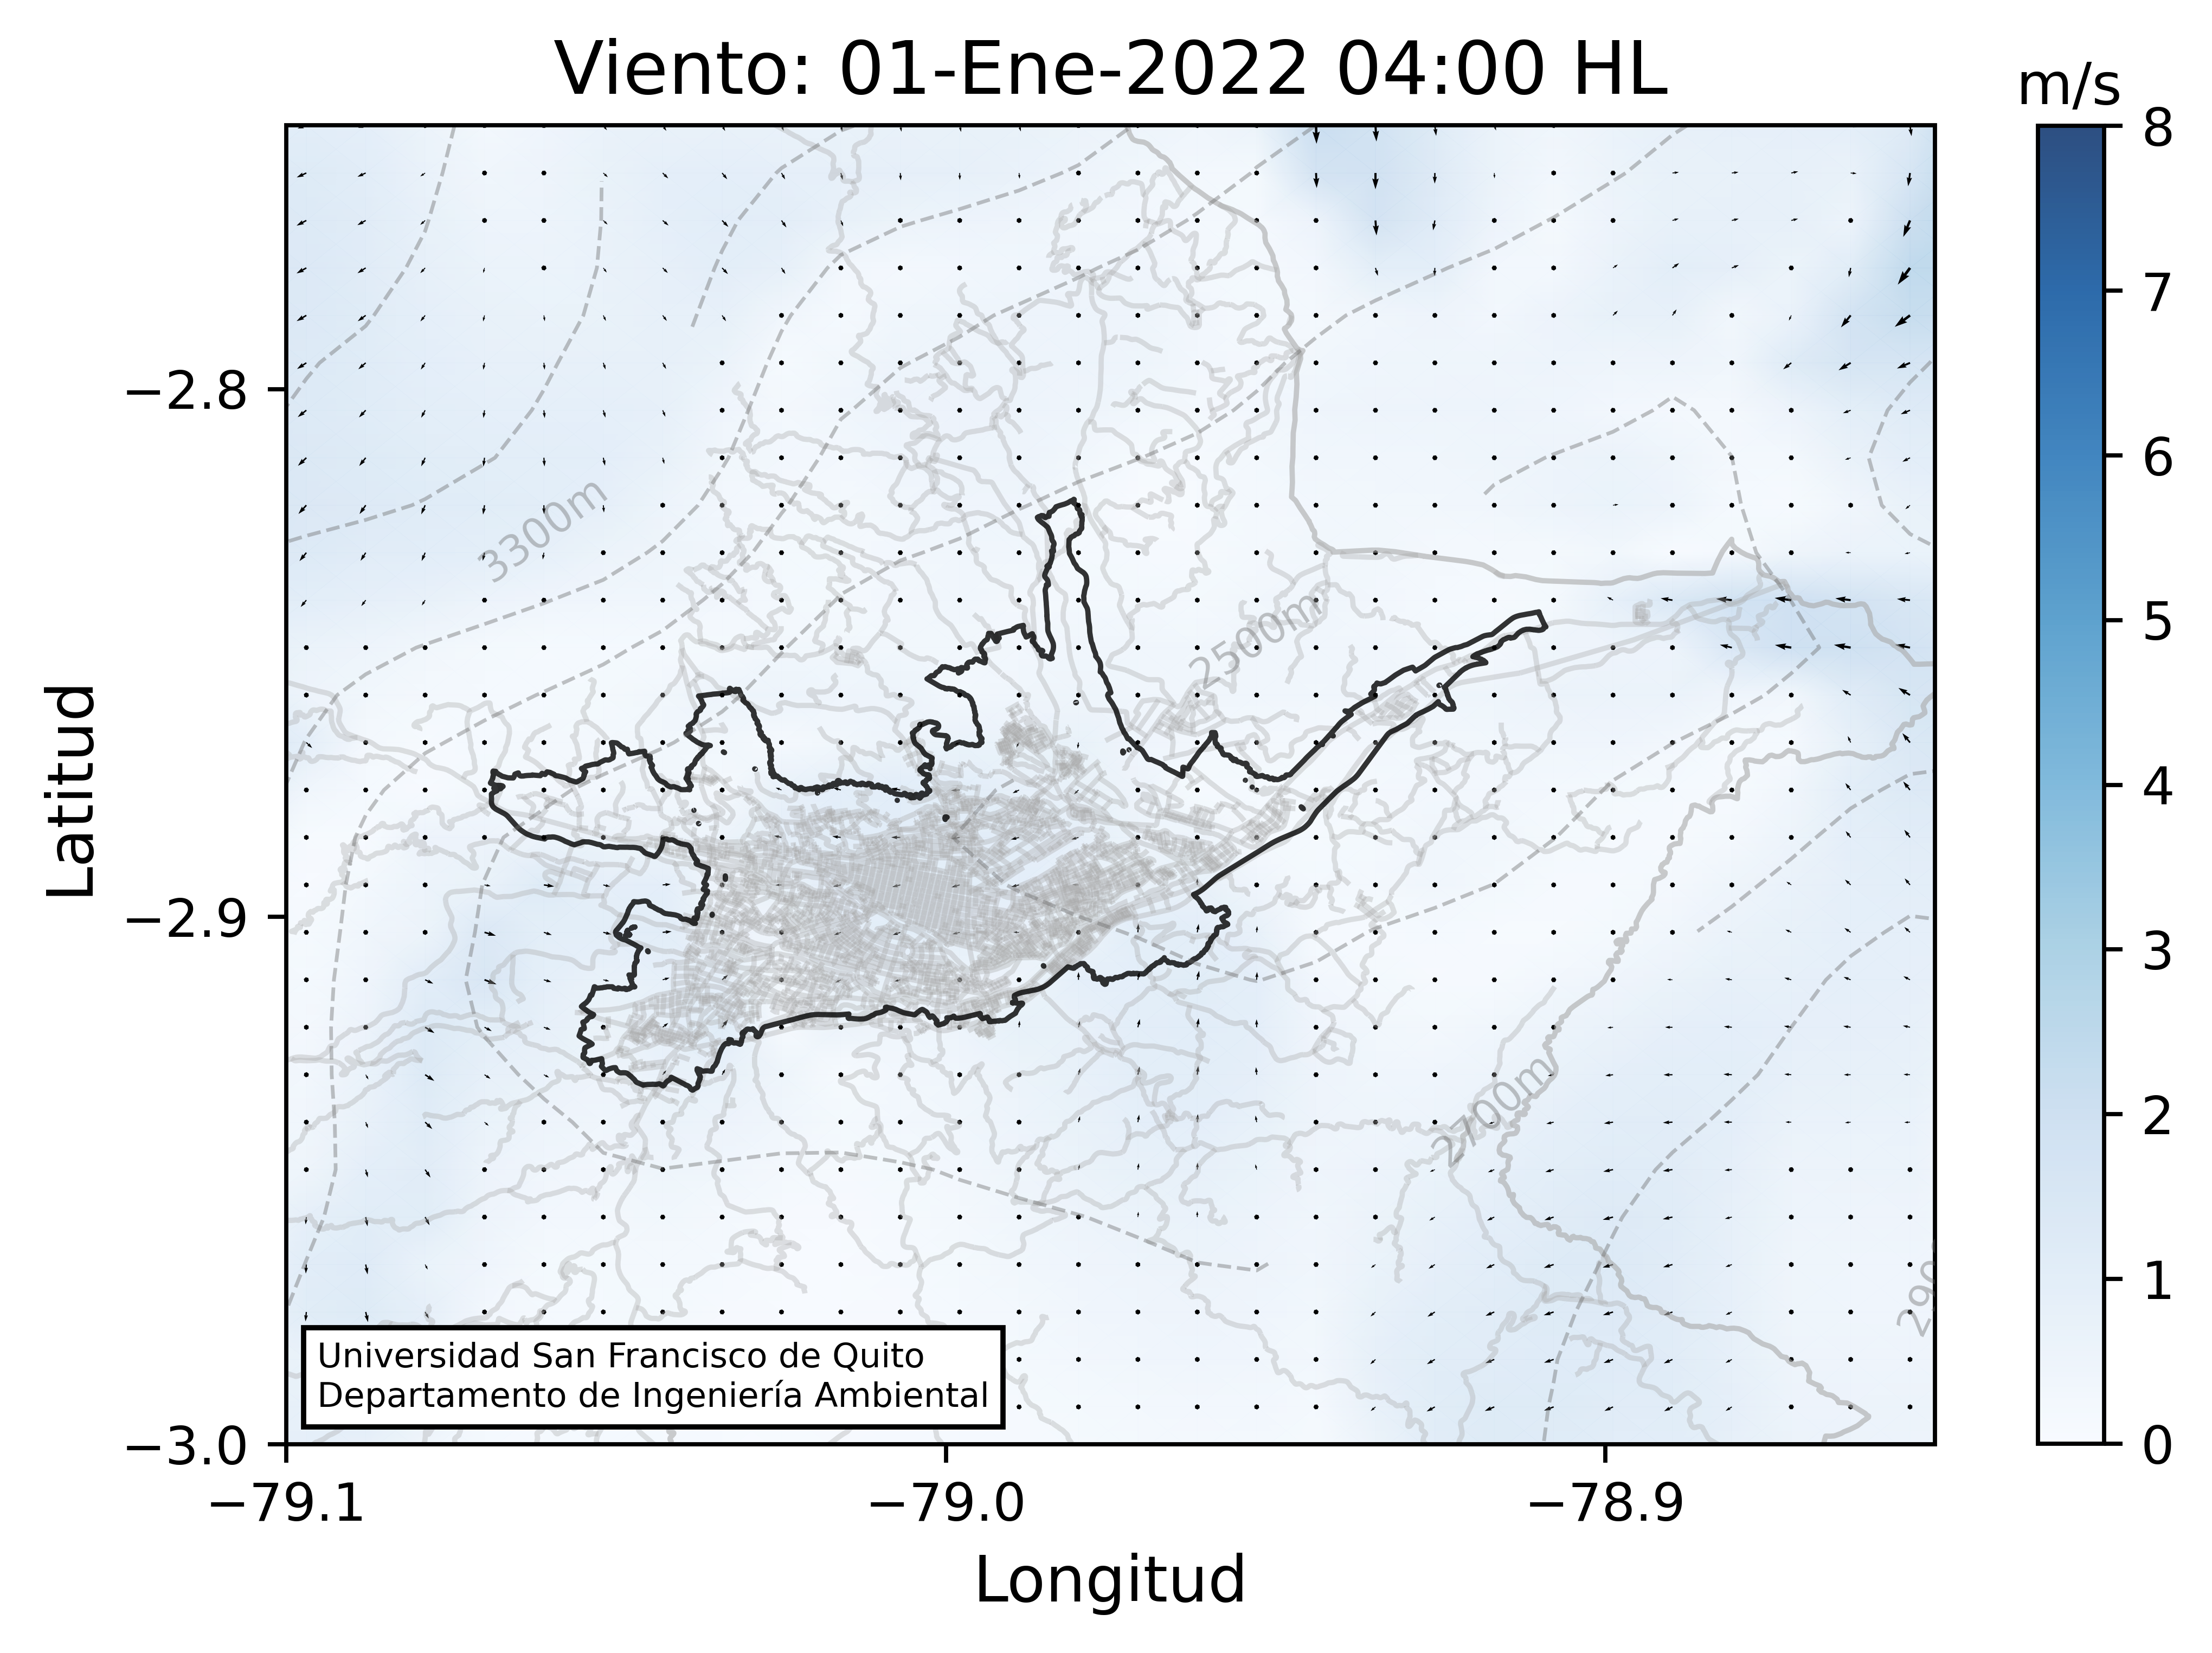 Viento: 01-Ene-2022 04:00 HL
m/s
8
7
6
5
4
3
2
1
0
Latitud
−2.8
−2.9
−3.0
3300m
2500m
2700m
290
Universidad San Francisco de Quito
Departamento de Ingeniería Ambiental
−79.1
−79.0
−78.9
Longitud